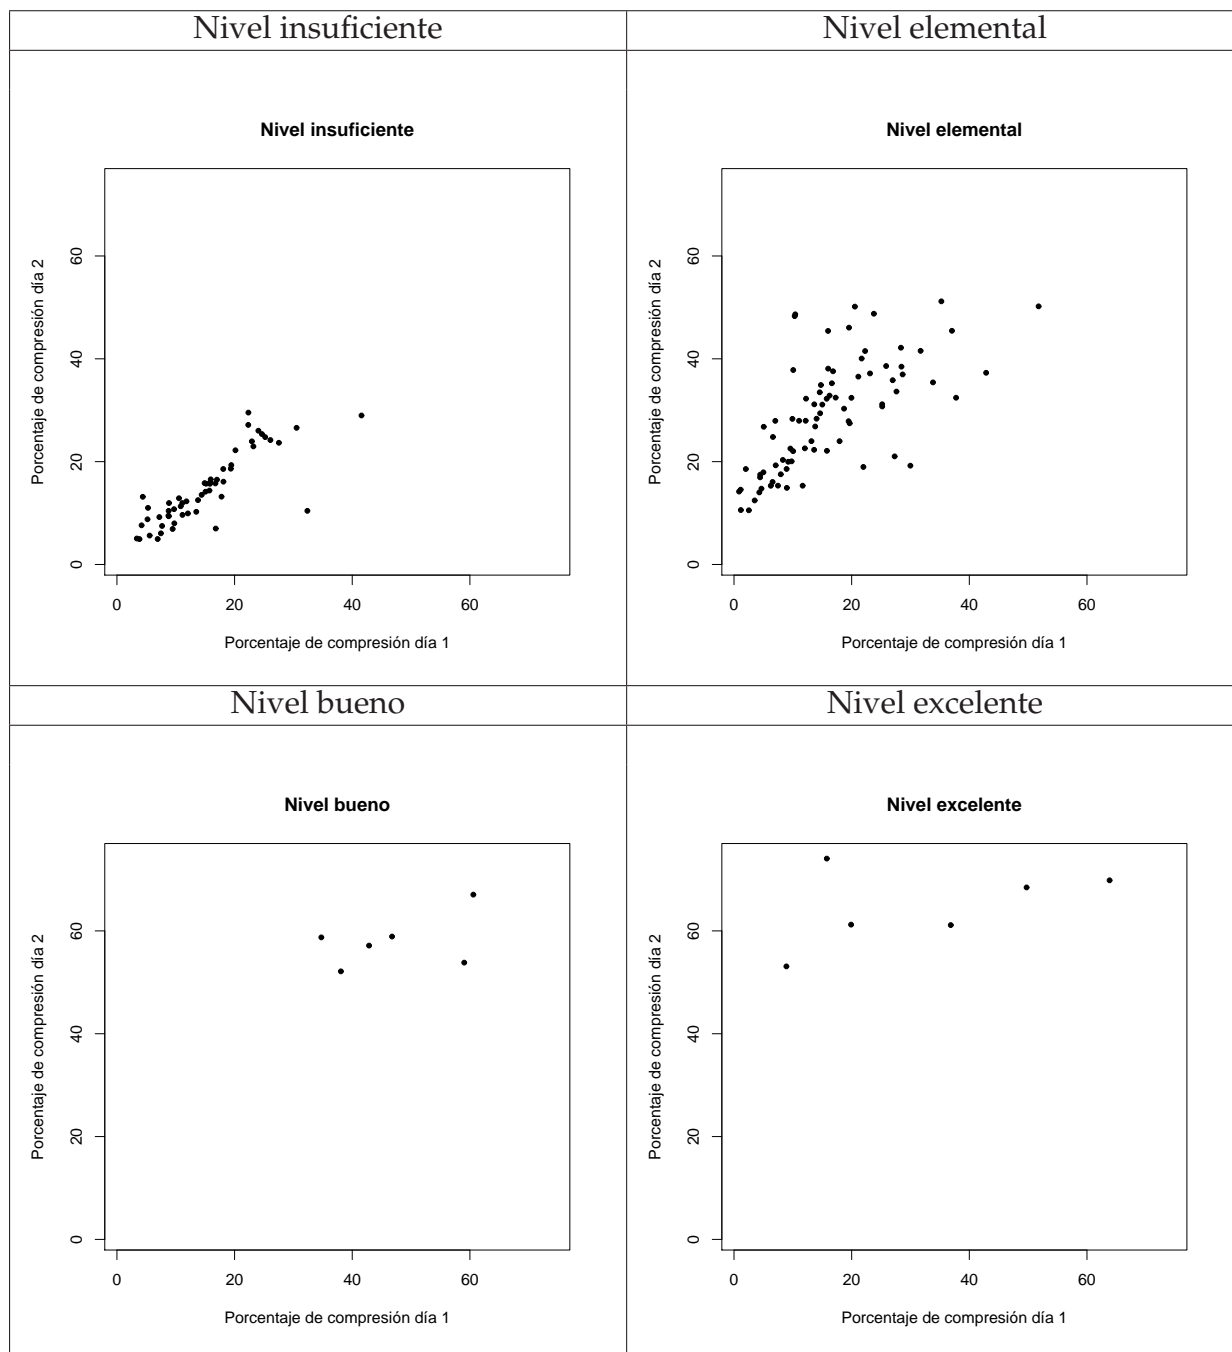 Nivel insuficiente
Nivel elemental
Nivel insuficiente
Porcentaje de compresión día 2
60
40
20
0
0 20 40 60
Porcentaje de compresión día 1
Nivel elemental
Porcentaje de compresión día 2
60
40
20
0
0 20 40 60
Porcentaje de compresión día 1
Nivel bueno
Nivel excelente
Nivel bueno
Porcentaje de compresión día 2
60
40
20
0
0 20 40 60
Porcentaje de compresión día 1
Nivel excelente
Porcentaje de compresión día 2
60
40
20
0
0 20 40 60
Porcentaje de compresión día 1